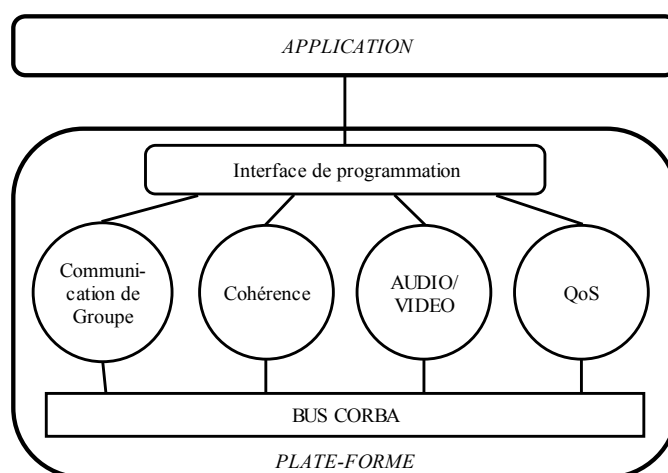 APPLICATION
Interface de programmation
Communi-
cation de
Groupe
Cohérence
AUDIO/
VIDEO
QoS
BUS CORBA
PLATE-FORME